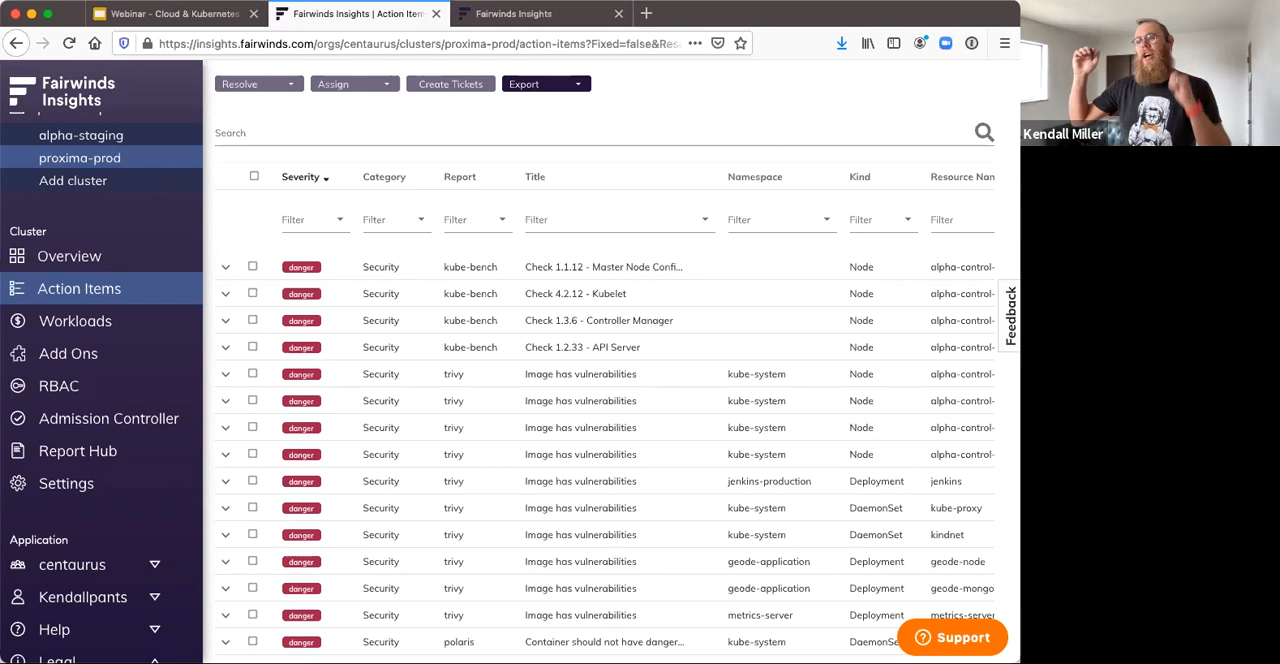 Webinar - Cloud & Kubernetes
Fairwinds Insights | Action Item
Fairwinds Insights
https://insights.fairwinds.com/orgs/centaurus/clusters/proxima-prod/action-items?Fixed=false&Res
Fairwinds
Insights
alpha-staging
proxima-prod
Add cluster
Cluster
Overview
Action Items
Workloads
Add Ons
RBAC
Admission Controller
Report Hub
Settings
Application
centaurus
Kendallpants
Help
Legal
Resolve Assign Create Tickets Export
Search
Severity Category Report Title Namespace Kind Resource Nan
Filter Filter Filter Filter Filter Filter Filter
danger Security kube-bench Check 1.1.12 - Master Node Confi... Node alpha-control-
danger Security kube-bench Check 4.2.12 - Kubelet Node alpha-control-
danger Security kube-bench Check 1.3.6 - Controller Manager Node alpha-control-
danger Security kube-bench Check 1.2.33 - API Server Node alpha-control-
danger Security trivy Image has vulnerabilities kube-system Node alpha-control-
danger Security trivy Image has vulnerabilities kube-system Node alpha-control-
danger Security trivy Image has vulnerabilities kube-system Node alpha-control-
danger Security trivy Image has vulnerabilities kube-system Node alpha-control-
danger Security trivy Image has vulnerabilities jenkins-production Deployment jenkins
danger Security trivy Image has vulnerabilities kube-system DaemonSet kube-proxy
danger Security trivy Image has vulnerabilities kube-system DaemonSet kindnet
danger Security trivy Image has vulnerabilities geode-application Deployment geode-node
danger Security trivy Image has vulnerabilities geode-application Deployment geode-mongo
danger Security trivy Image has vulnerabilities metrics-server Deployment metrics-server
danger Security polaris Container should not have danger... kube-system DaemonSe
Feedback
Support
Kendall Miller